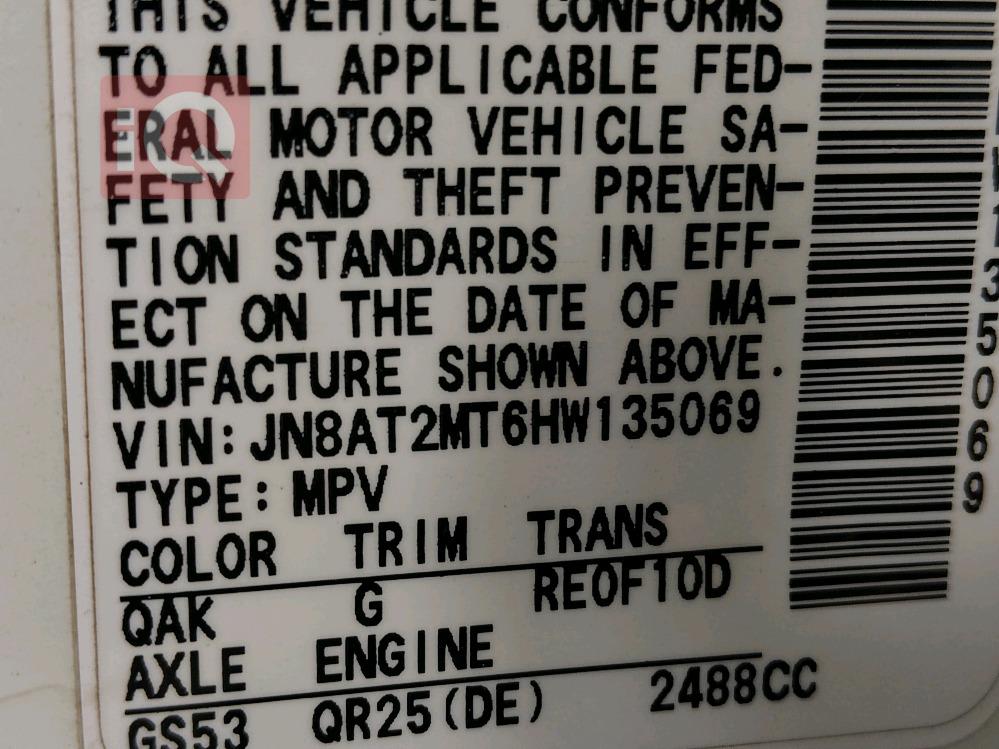 THIS VEHICLE CONFORMS
TO ALL APPLICABLE FED-
ERAL MOTOR VEHICLE SA-
FETY AND THEFT PREVEN-
TION STANDARDS IN EFF-
ECT ON THE DATE OF MA-
NUFACTURE SHOWN ABOVE.
VIN:JN8AT2MT6HW135069
TYPE:MPV
COLOR TRIM TRANS
QAK G RE0F10D
AXLE ENGINE
GS53 QR25(DE) 2488CC
35069
IQ